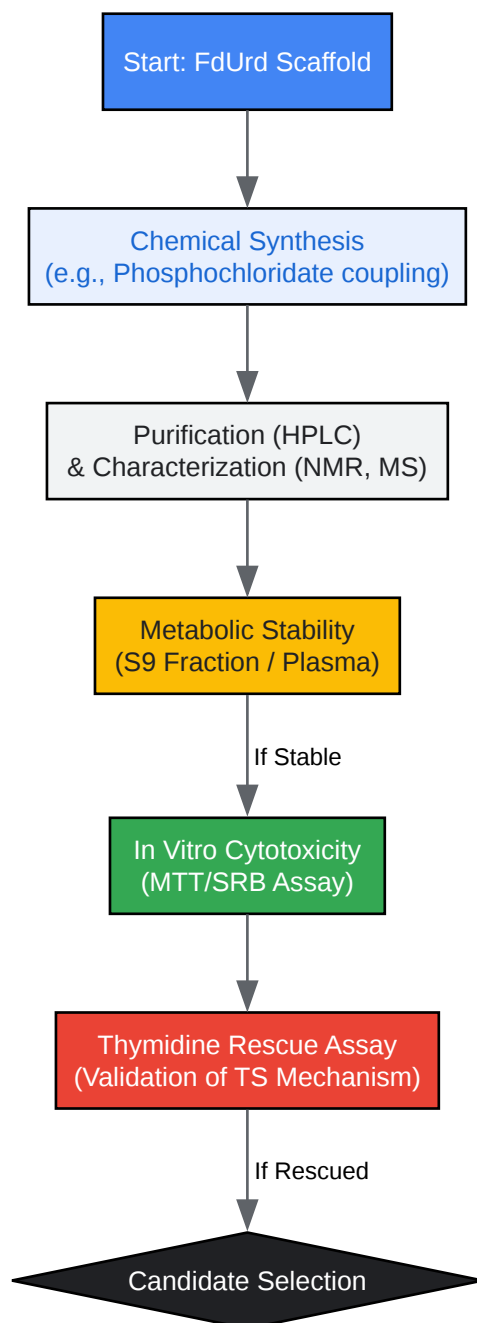 Start: FdUrd Scaffold
Chemical Synthesis
(e.g., Phosphochloridate coupling)
Purification (HPLC)
& Characterization (NMR, MS)
Metabolic Stability
(S9 Fraction / Plasma)
If Stable
In Vitro Cytotoxicity
(MTT/SRB Assay)
Thymidine Rescue Assay
(Validation of TS Mechanism)
If Rescued
Candidate Selection